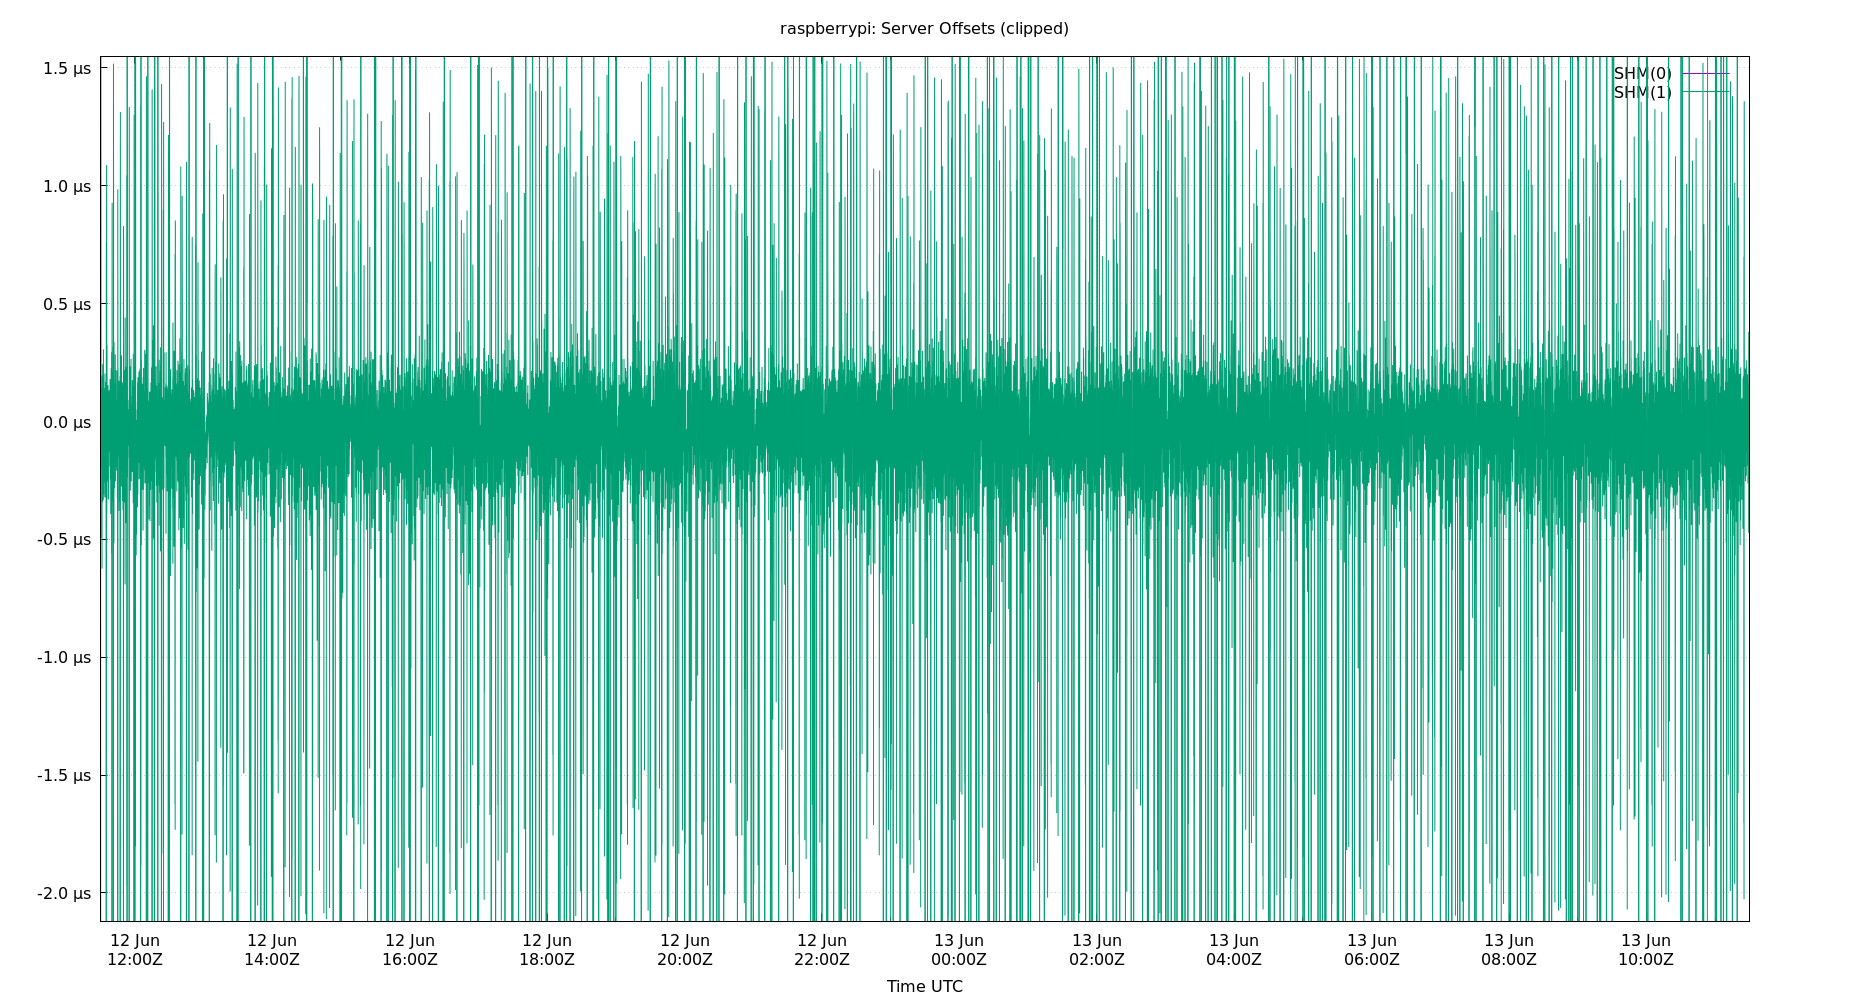 raspberrypi: Server Offsets (clipped)
SHM(0)
SHM(1)
1.5 µs
1.0 µs
0.5 µs
0.0 µs
-0.5 µs
-1.0 µs
-1.5 µs
-2.0 µs
12 Jun 12 Jun 12 Jun 12 Jun 12 Jun 12 Jun 13 Jun 13 Jun 13 Jun 13 Jun 13 Jun 13 Jun
12:00Z 14:00Z 16:00Z 18:00Z 20:00Z 22:00Z 00:00Z 02:00Z 04:00Z 06:00Z 08:00Z 10:00Z
Time UTC